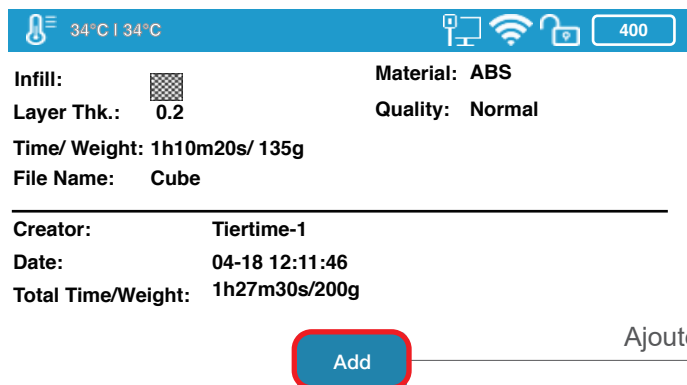 34°C | 34°C 400
Infill: Material: ABS
Layer Thk.: 0.2 Quality: Normal
Time/ Weight: 1h10m20s/ 135g
File Name: Cube
Creator: Tiertime-1
Date: 04-18 12:11:46
Total Time/Weight: 1h27m30s/200g
Ajoute
Add